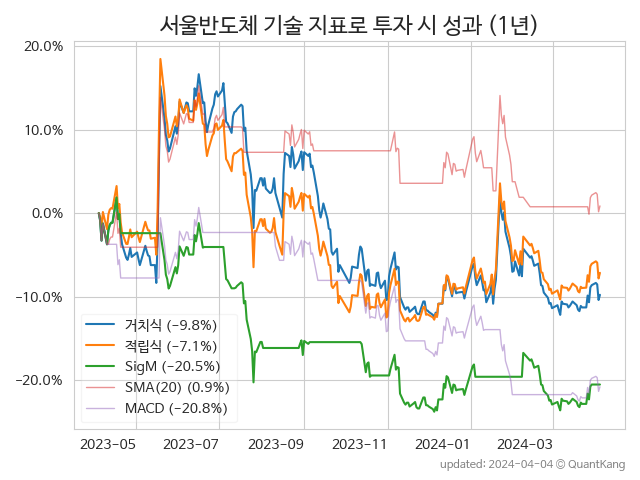 서울반도체 기술 지표로 투자 시 성과 (1년)
20.0%
10.0%
0.0%
−10.0%
−20.0%
거치식 (−9.8%)
적립식 (−7.1%)
SigM (−20.5%)
SMA(20) (0.9%)
MACD (−20.8%)
2023-05 2023-07 2023-09 2023-11 2024-01 2024-03
updated: 2024-04-04 © QuantKang